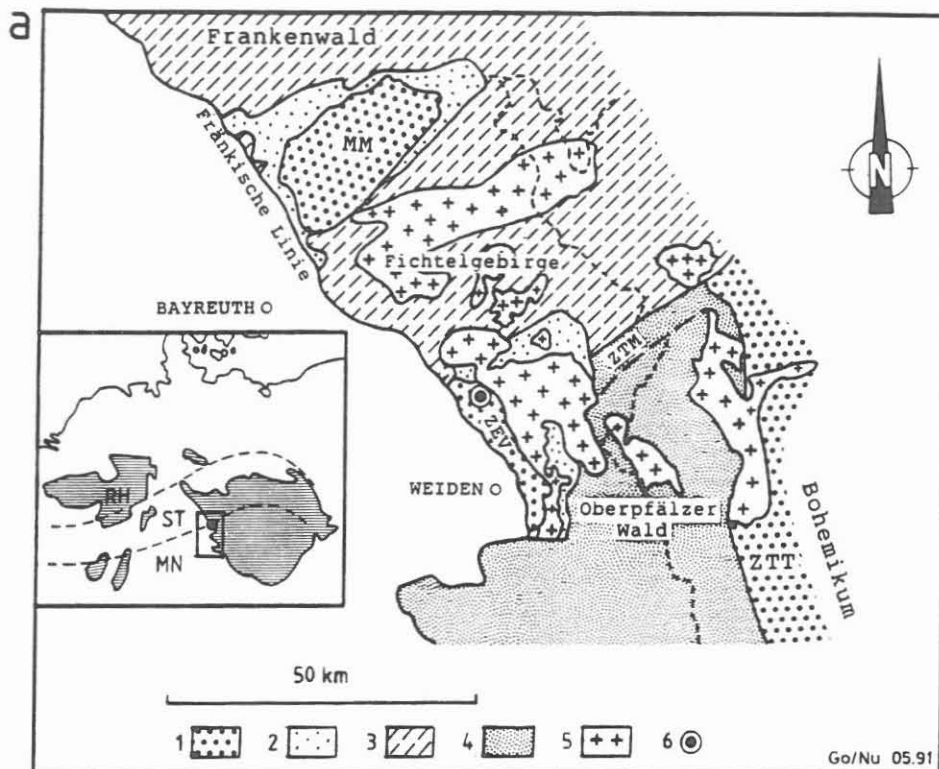 a
Frankenwald
MM
Fränkische Linie
N
Fichtelgebirge
BAYREUTH
ZTM
ZEV
WEIDEN
Oberpfälzer
Wald
Bohemikum
ZTT
RH
ST
MN
50 km
1 2 3 4 5 6
Go/Nu 05.91